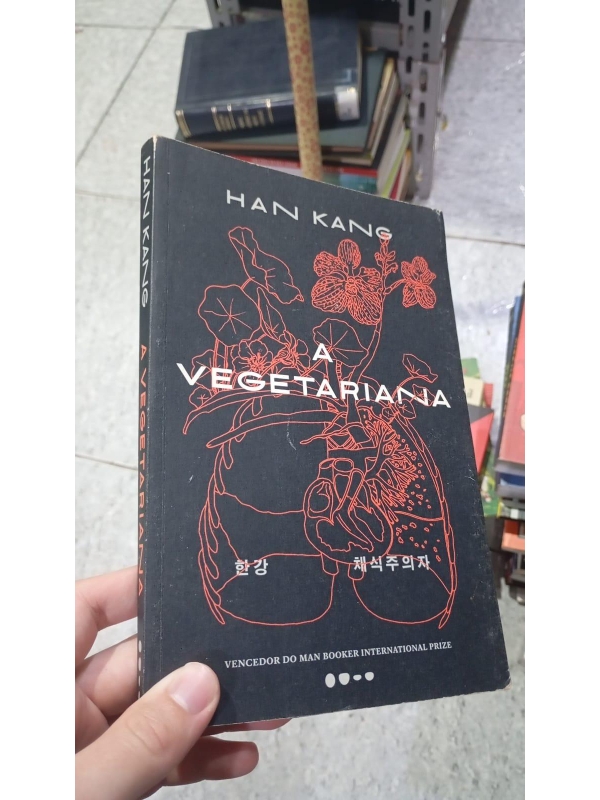 HAN KANG
A
VEGETARIANA
한강
채식주의자
VENCEDOR DO MAN BOOKER INTERNATIONAL PRIZE
HAN KANG A VEGETARIANA